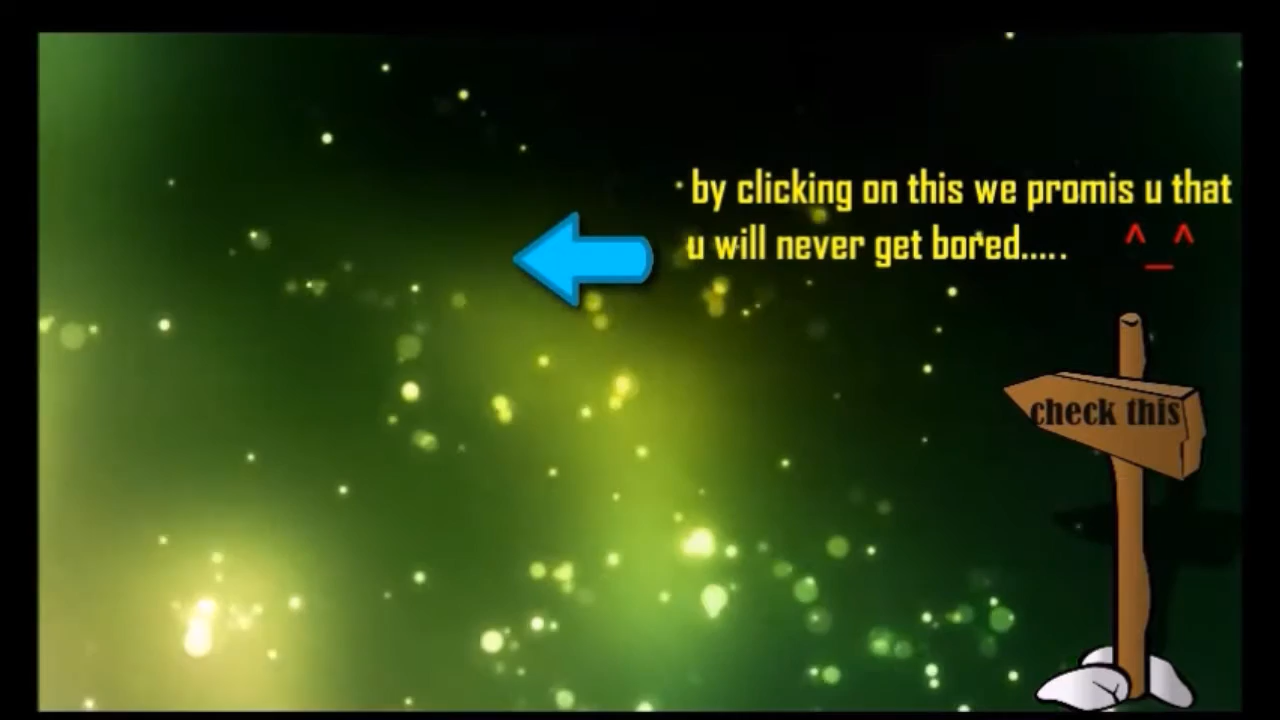 by clicking on this we promis u that
u will never get bored.....
^_^
check this